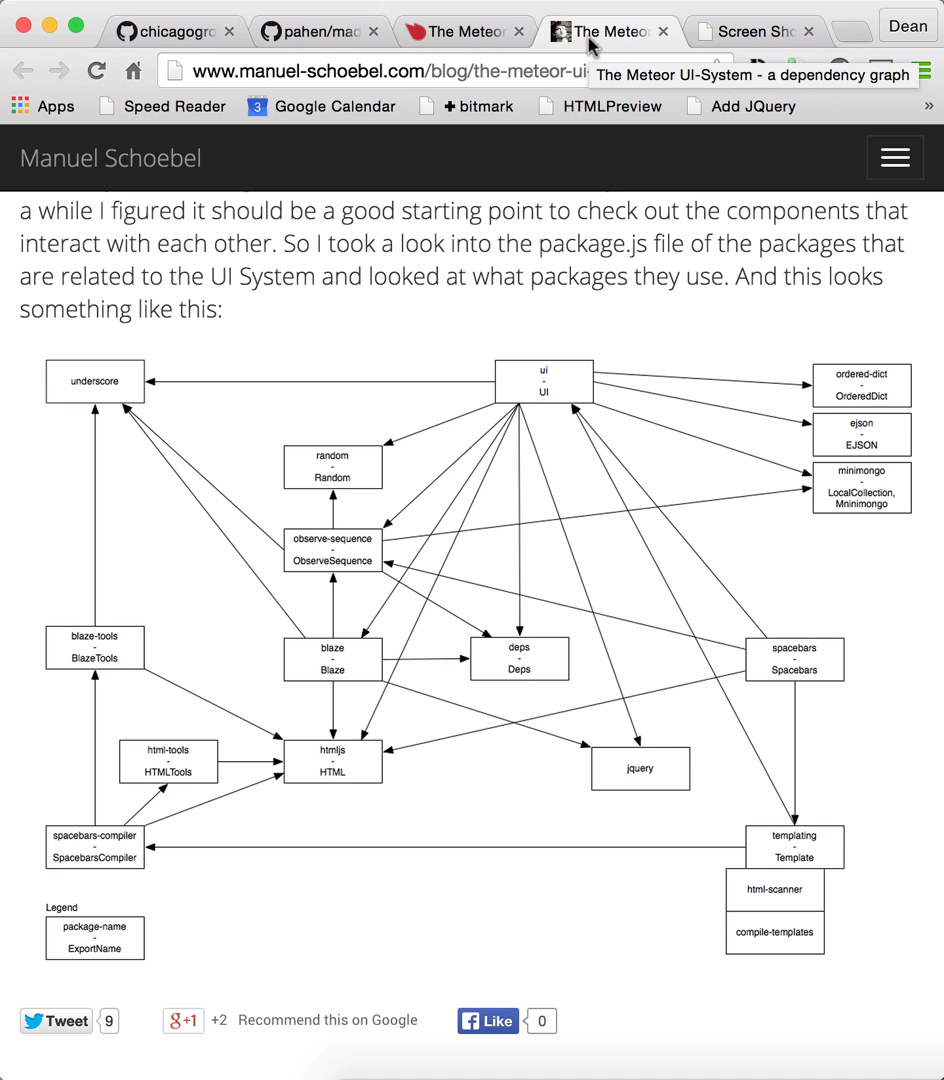 chicagogro
pahen/mad
The Meteor
The Meteor
Screen Sho
Dean
www.manuel-schoebel.com/blog/the-meteor-ui-
The Meteor UI-System - a dependency graph
Apps
Speed Reader
3
Google Calendar
+ bitmark
HTMLPreview
Add JQuery
»
Manuel Schoebel
a while I figured it should be a good starting point to check out the components that
interact with each other. So I took a look into the package.js file of the packages that
are related to the UI System and looked at what packages they use. And this looks
something like this:
underscore
ui
-
UI
ordered-dict
-
OrderedDict
ejson
-
EJSON
random
-
Random
minimongo
-
LocalCollection,
Mninimongo
observe-sequence
-
ObserveSequence
blaze-tools
-
BlazeTools
blaze
-
Blaze
deps
-
Deps
spacebars
-
Spacebars
html-tools
-
HTMLTools
htmljs
-
HTML
jquery
spacebars-compiler
-
SpacebarsCompiler
templating
-
Template
html-scanner
compile-templates
Legend
package-name
-
ExportName
Tweet 9
g+1 +2 Recommend this on Google
Like 0